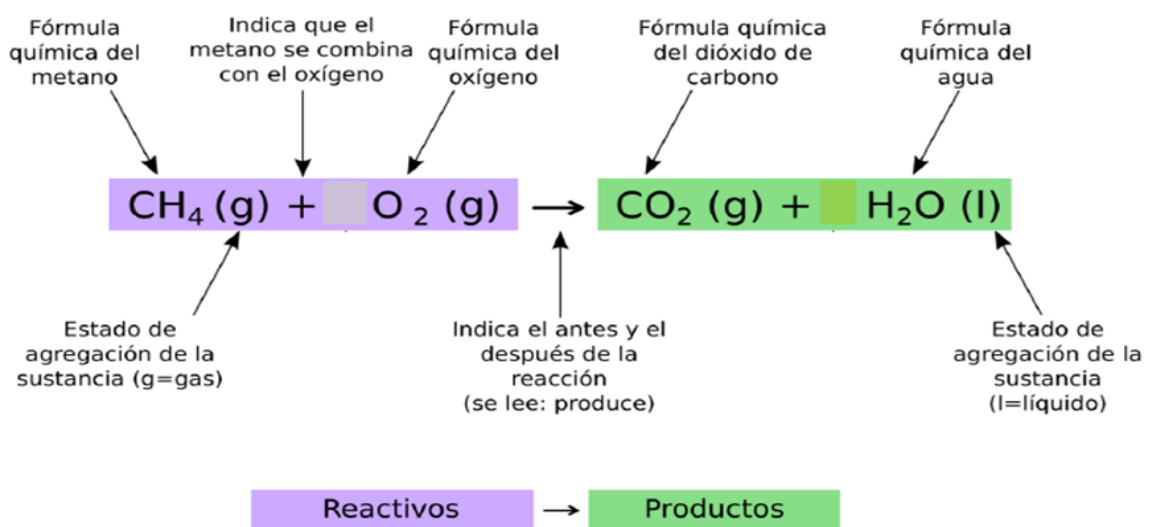 Fórmula
química del
metano
Indica que el
metano se combina
con el oxígeno
Fórmula
química del
oxígeno
Fórmula química
del dióxido de
carbono
Fórmula
química del
agua
CH₄ (g) + O ₂ (g) → CO₂ (g) + H₂O (l)
Estado de
agregación de la
sustancia (g=gas)
Indica el antes y el
después de la
reacción
(se lee: produce)
Estado de
agregación de la
sustancia
(l=líquido)
Reactivos → Productos